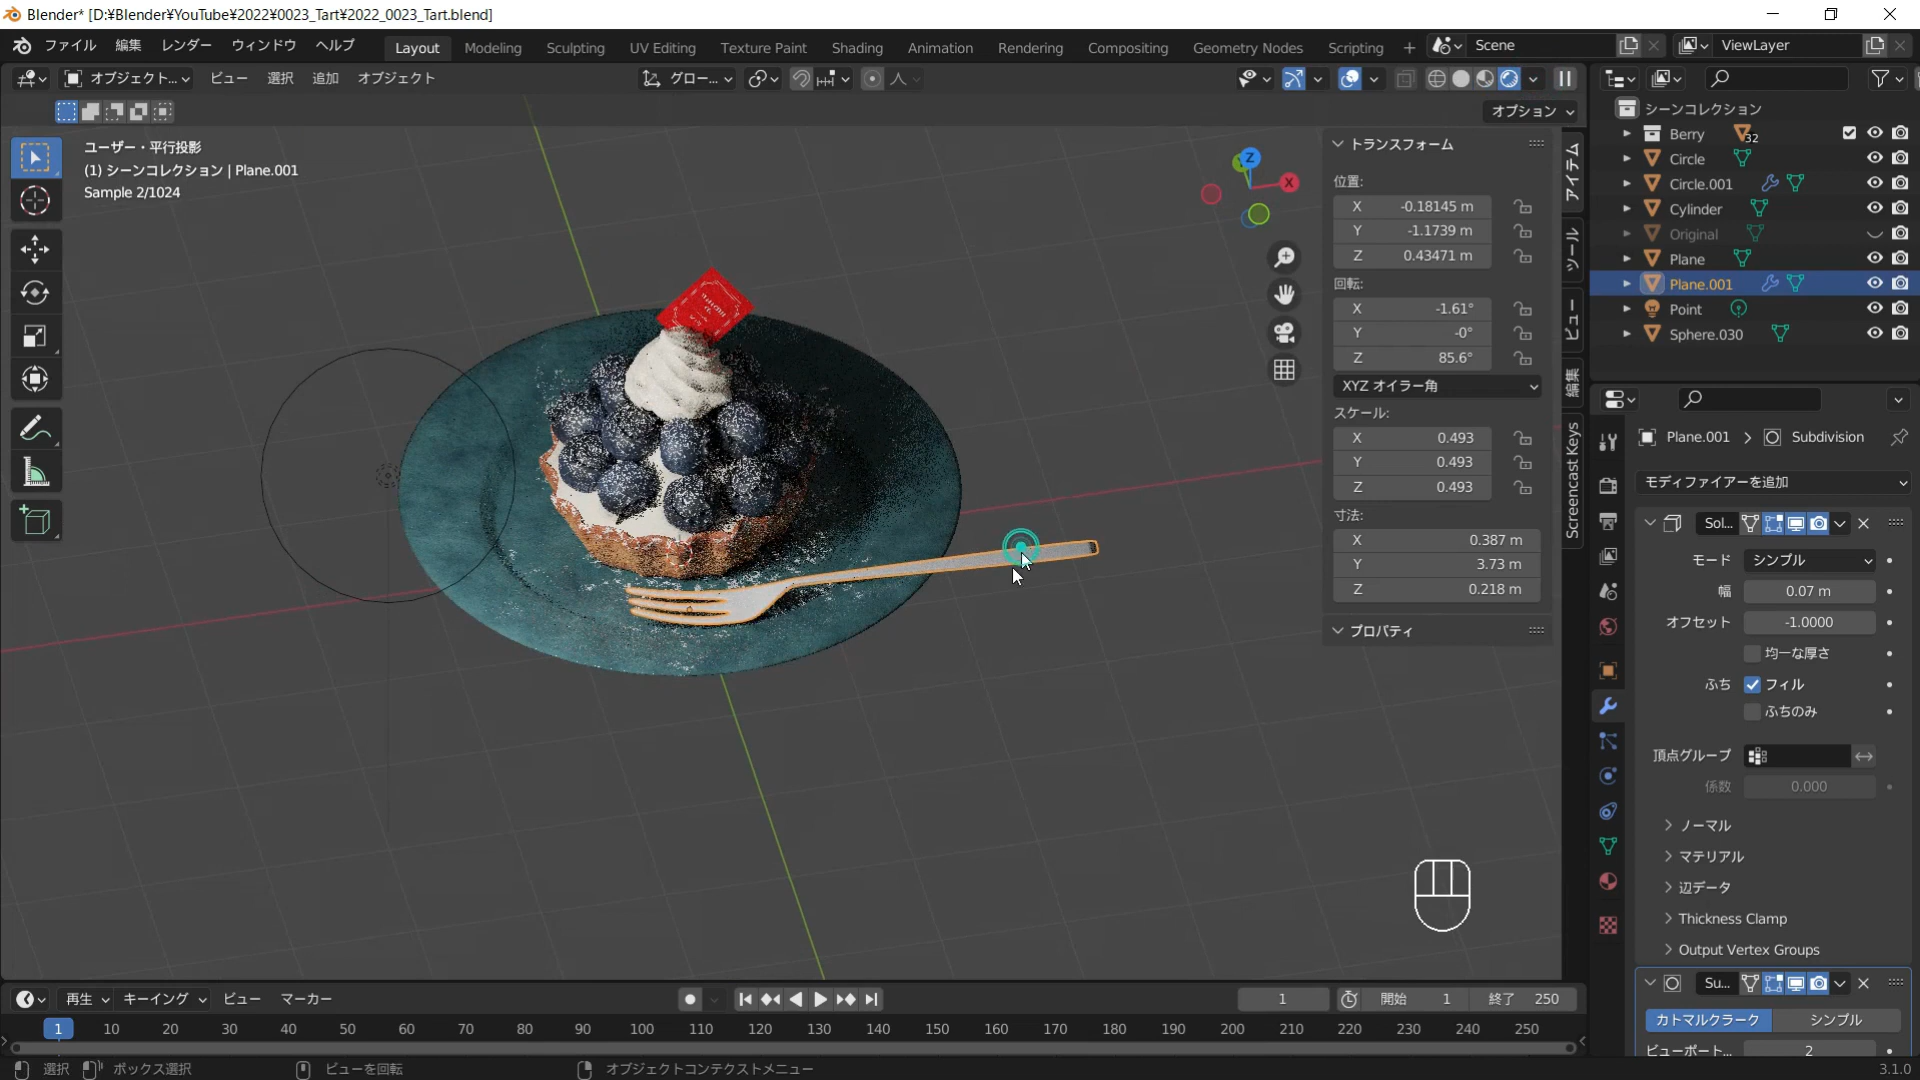 Blender* [D:¥Blender¥YouTube¥2022¥0023_Tart¥2022_0023_Tart.blend]
ファイル 編集 レンダー ウィンドウ ヘルプ Layout Modeling Sculpting UV Editing Texture Paint Shading Animation Rendering Compositing Geometry Nodes Scripting Scene ViewLayer
オブジェクト... ビュー 選択 追加 オブジェクト グロー...
オプション
ユーザー・平行投影
(1) シーンコレクション | Plane.001
Sample 2/1024
Z
X
トランスフォーム
位置:
X -0.18145 m
Y -1.1739 m
Z 0.43471 m
回転:
X -1.61°
Y -0°
Z 85.6°
XYZ オイラー角
スケール:
X 0.493
Y 0.493
Z 0.493
寸法:
X 0.387 m
Y 3.73 m
Z 0.218 m
プロパティ
アイテム
ツール
ビュー
編集
Screencast Keys
シーンコレクション
Berry 32
Circle
Circle.001
Cylinder
Original
Plane
Plane.001
Point
Sphere.030
Plane.001 Subdivision
モディファイアーを追加
Sol...
モード シンプル
幅 0.07 m
オフセット -1.0000
均一な厚さ
ふち フィル
ふちのみ
頂点グループ
係数 0.000
ノーマル
マテリアル
辺データ
Thickness Clamp
Output Vertex Groups
Su...
カトマルクラーク シンプル
ビューポート... 2
再生 キーイング ビュー マーカー 1 開始 1 終了 250
1 10 20 30 40 50 60 70 80 90 100 110 120 130 140 150 160 170 180 190 200 210 220 230 240 250
選択 ボックス選択 ビューを回転 オブジェクトコンテクストメニュー 3.1.0